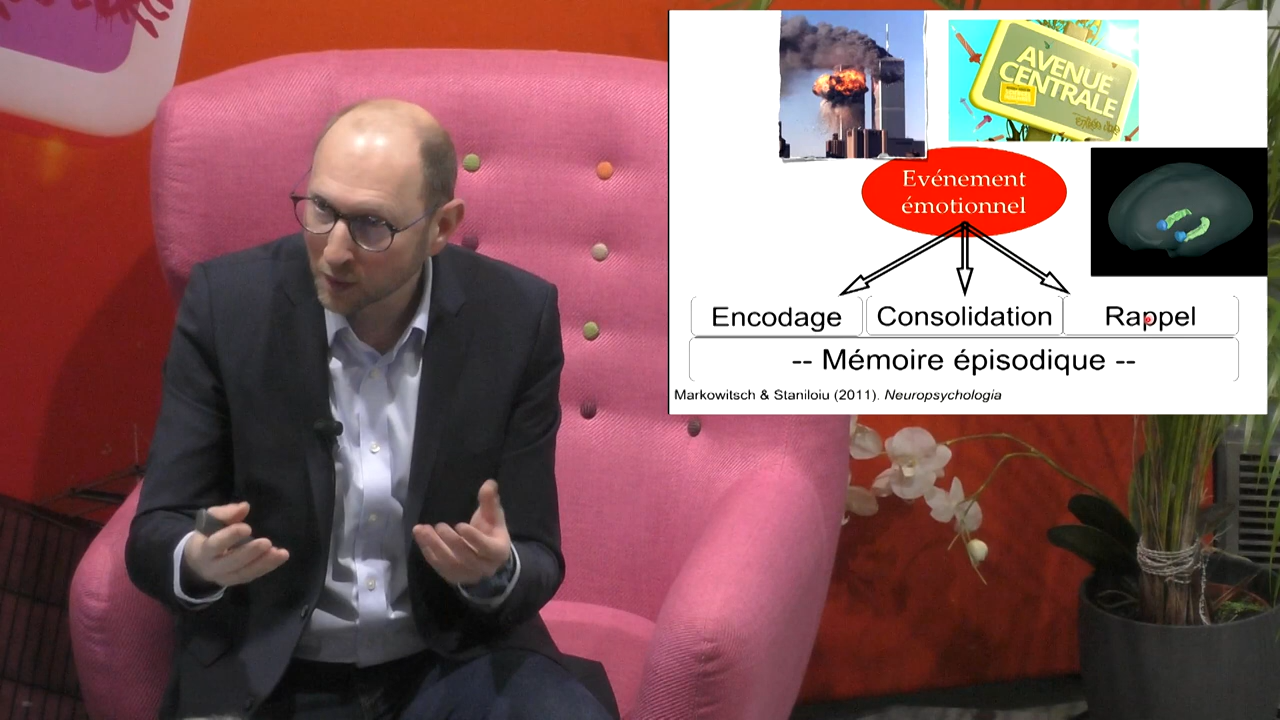 AVENUE
CENTRALE
Evénement
émotionnel
Encodage
Consolidation
Rappel
-- Mémoire épisodique --
Markowitsch & Staniloiu (2011). Neuropsychologia